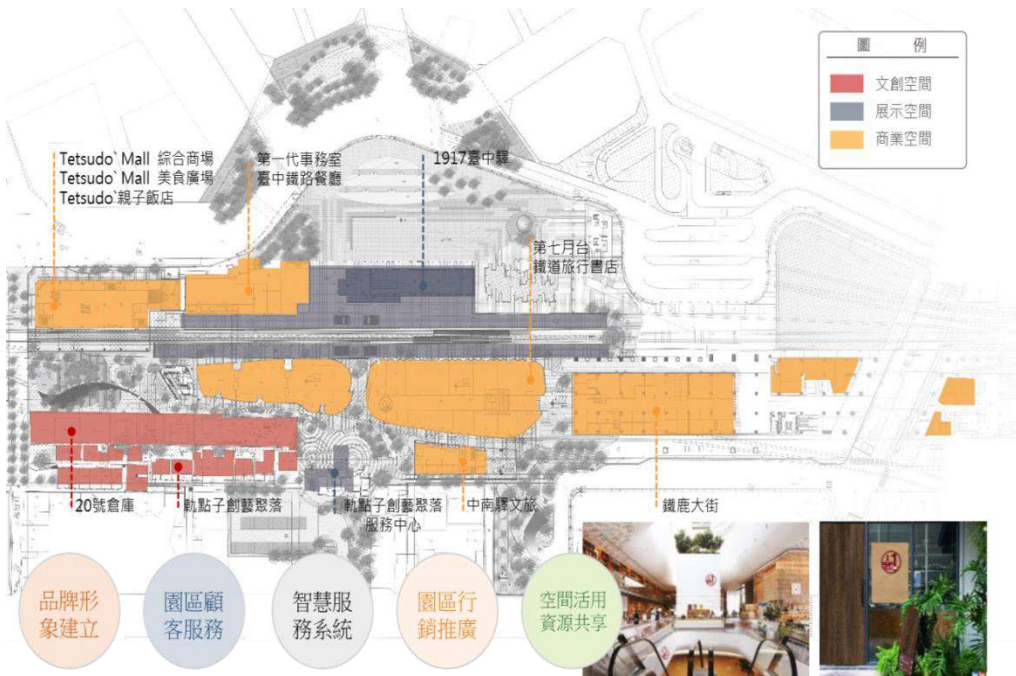 圖 例
文創空間
展示空間
商業空間
Tetsudo` Mall 綜合商場
Tetsudo` Mall 美食廣場
Tetsudo`親子飯店
第一代事務室
臺中鐵路餐廳
1917臺中驛
第七月台
鐵道旅行書店
20號倉庫
軌點子創藝聚落
軌點子創藝聚落
服務中心
中南驛文旅
鐵鹿大街
品牌形
象建立
園區顧
客服務
智慧服
務系統
園區行
銷推廣
空間活用
資源共享